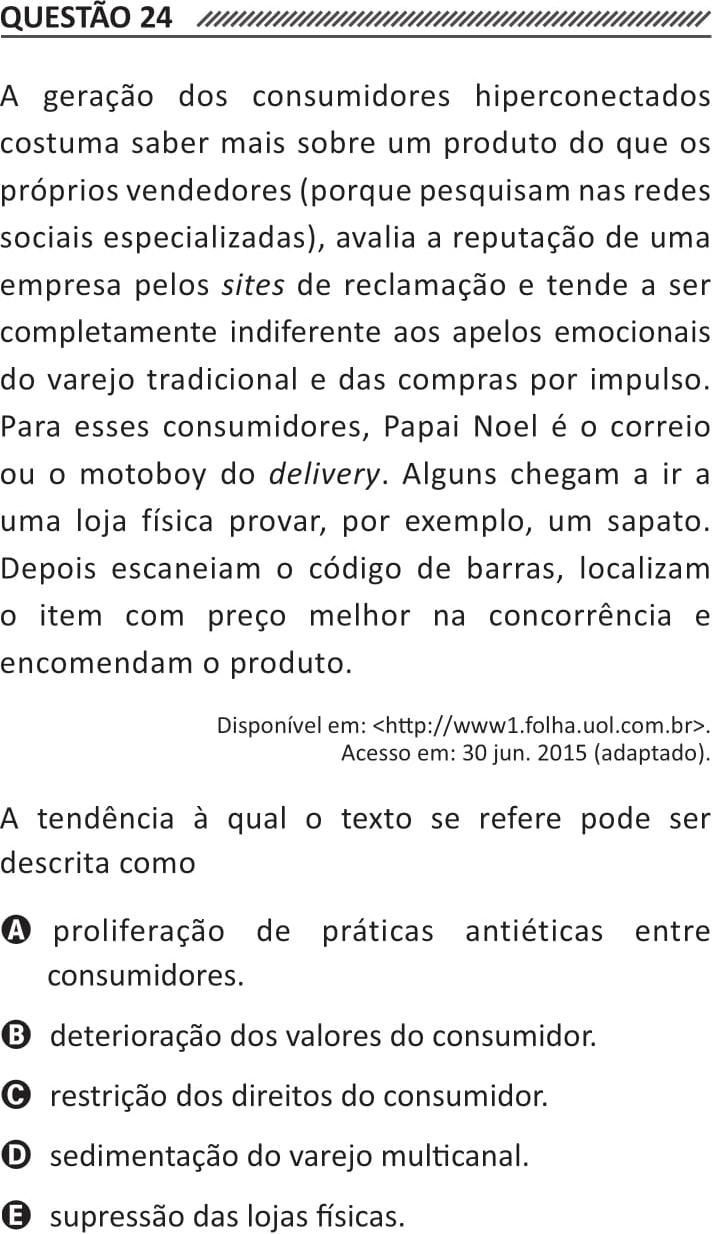 QUESTÃO 24
A geração dos consumidores hiperconectados
costuma saber mais sobre um produto do que os
próprios vendedores (porque pesquisam nas redes
sociais especializadas), avalia a reputação de uma
empresa pelos sites de reclamação e tende a ser
completamente indiferente aos apelos emocionais
do varejo tradicional e das compras por impulso.
Para esses consumidores, Papai Noel é o correio
ou o motoboy do delivery. Alguns chegam a ir a
uma loja física provar, por exemplo, um sapato.
Depois escaneiam o código de barras, localizam
o item com preço melhor na concorrência e
encomendam o produto.
Disponível em: <http://www1.folha.uol.com.br>.
Acesso em: 30 jun. 2015 (adaptado).
A tendência à qual o texto se refere pode ser
descrita como
A proliferação de práticas antiéticas entre
consumidores.
B deterioração dos valores do consumidor.
C restrição dos direitos do consumidor.
D sedimentação do varejo multicanal.
E supressão das lojas físicas.